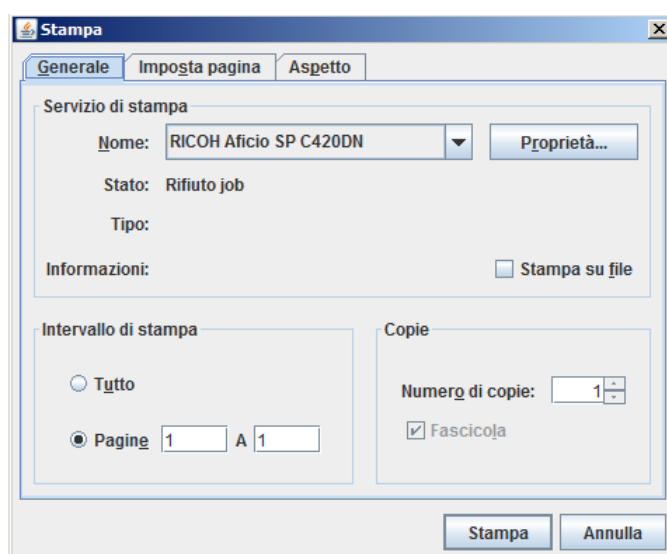 Stampa
Generale Imposta pagina Aspetto
Servizio di stampa
Nome: RICOH Aficio SP C420DN Proprietà...
Stato: Rifiuto job
Tipo:
Informazioni: Stampa su file
Intervallo di stampa Copie
Tutto
Numero di copie: 1
Pagine 1 A 1
Fascicola
Stampa Annulla